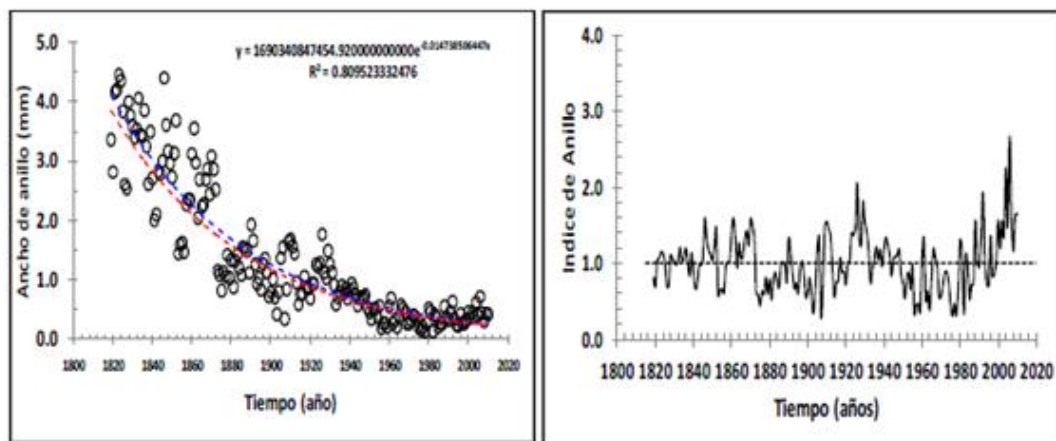 y = 1690340847454.920000000000e^-0.014738506447x
R² = 0.809523332476
Ancho de anillo (mm)
5.0
4.0
3.0
2.0
1.0
0.0
1800 1820 1840 1860 1880 1900 1920 1940 1960 1980 2000 2020
Tiempo (año)
Indice de Anillo
4.0
3.0
2.0
1.0
0.0
1800 1820 1840 1860 1880 1900 1920 1940 1960 1980 2000 2020
Tiempo (años)